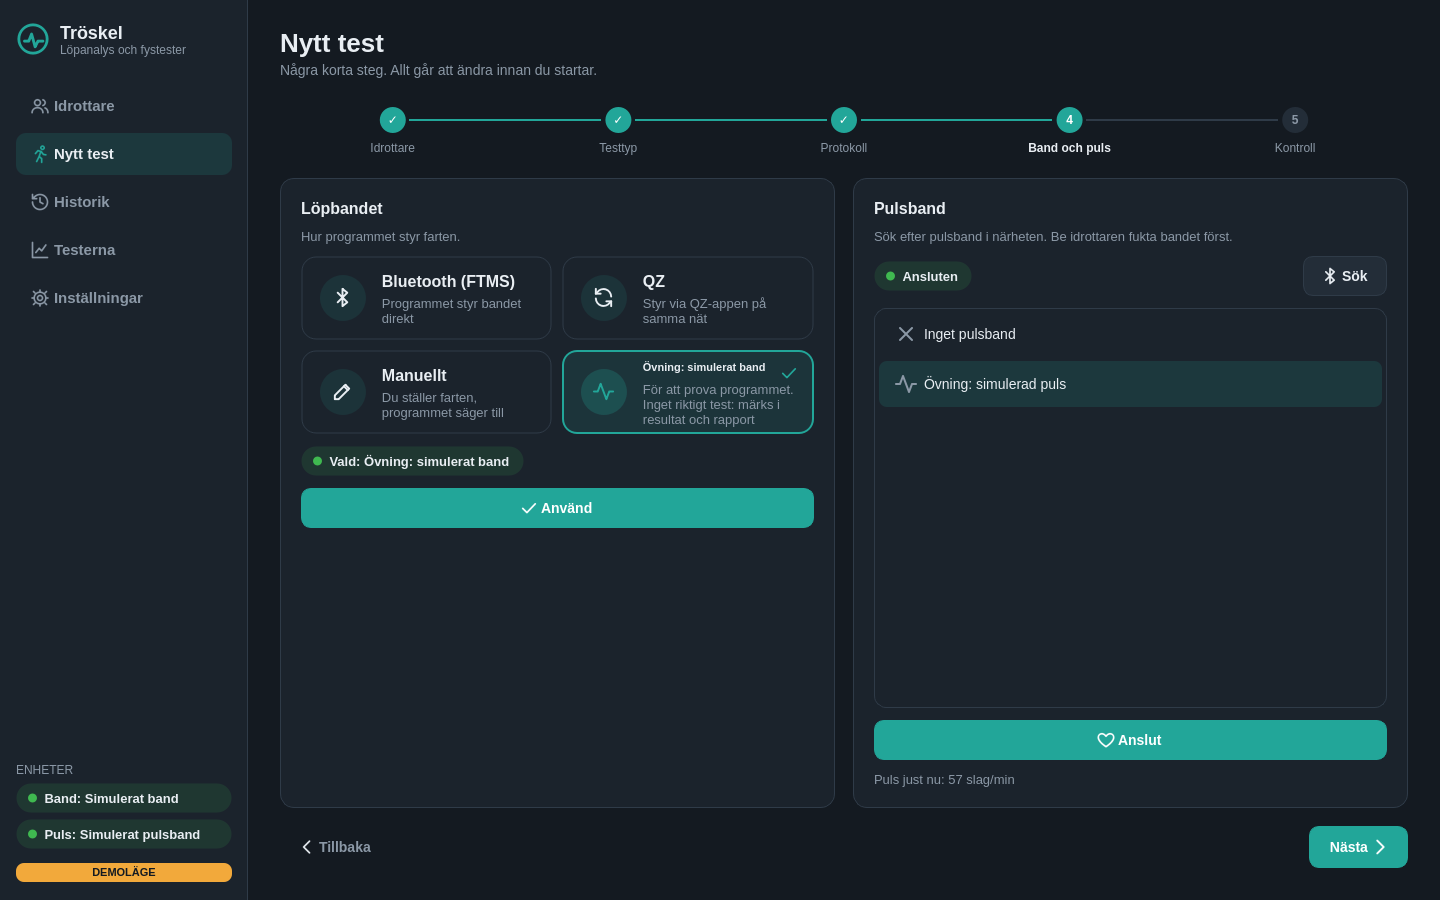 Tröskel
Löpanalys och fystester
Idrottare
Nytt test
Historik
Testerna
Inställningar
ENHETER
Band: Simulerat band
Puls: Simulerat pulsband
DEMOLÄGE
Nytt test
Några korta steg. Allt går att ändra innan du startar.
✓
✓
✓
4
5
Idrottare
Testtyp
Protokoll
Band och puls
Kontroll
Löpbandet
Hur programmet styr farten.
Bluetooth (FTMS)
Programmet styr bandet
direkt
QZ
Styr via QZ-appen på
samma nät
Manuellt
Du ställer farten,
programmet säger till
Övning: simulerat band
För att prova programmet.
Inget riktigt test: märks i
resultat och rapport
Vald: Övning: simulerat band
Använd
Pulsband
Sök efter pulsband i närheten. Be idrottaren fukta bandet först.
Ansluten
Sök
Inget pulsband
Övning: simulerad puls
Anslut
Puls just nu: 57 slag/min
Tillbaka
Nästa